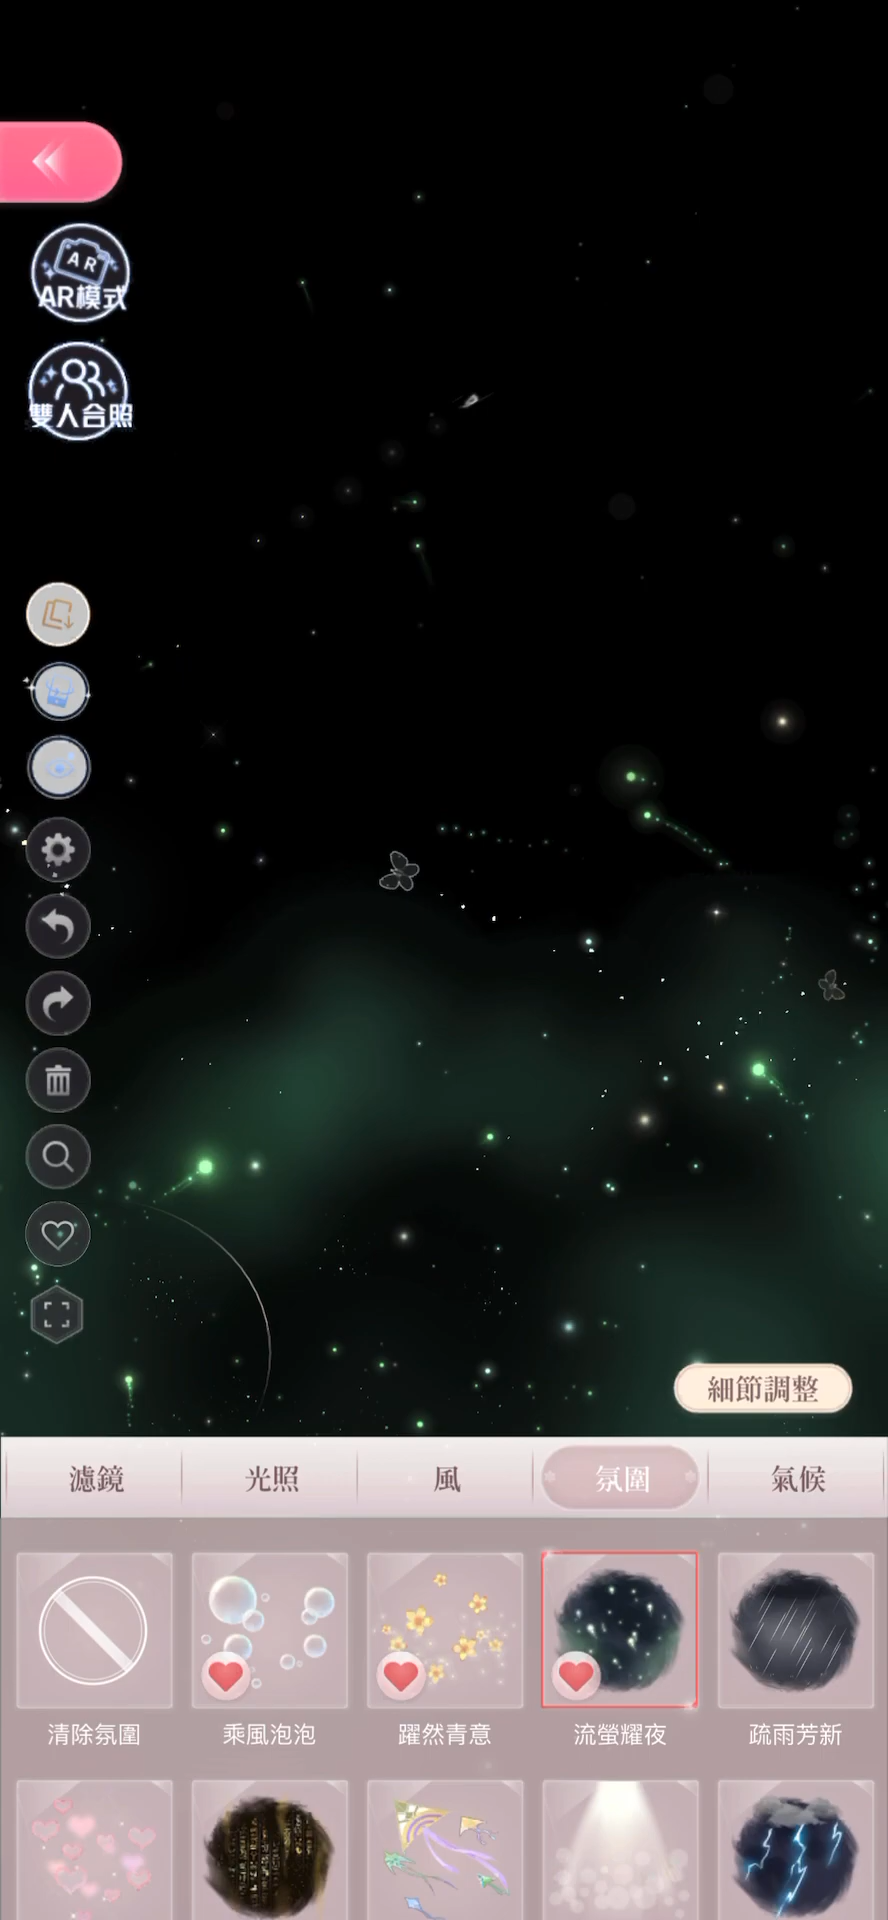 AR
AR模式
雙人合照
細節調整
濾鏡
光照
風
氛圍
氣候
清除氛圍
乘風泡泡
躍然青意
流螢耀夜
疏雨芳新